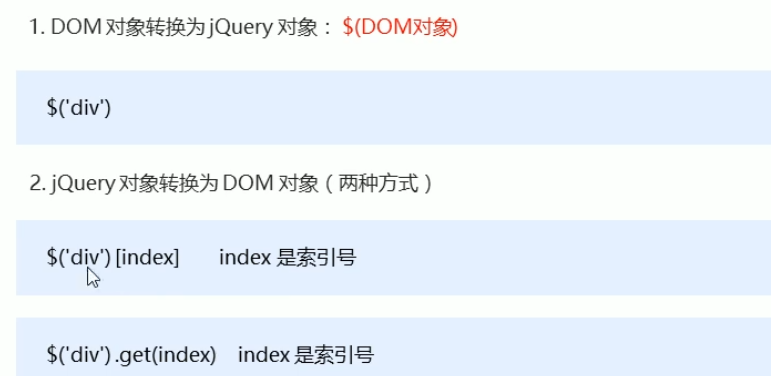 1. DOM 对象转换为 jQuery 对象： $(DOM对象)
$('div')
2. jQuery 对象转换为 DOM 对象（两种方式）
$('div') [index] index 是索引号
$('div') .get(index) index 是索引号